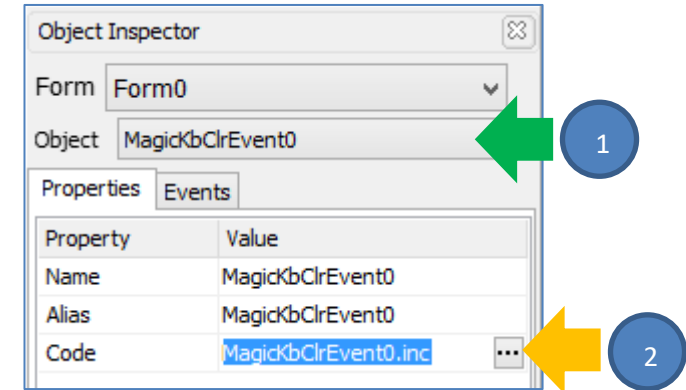 Object Inspector
Form Form0
Object MagicKbClrEvent0
1
Properties Events
Property Value
Name MagicKbClrEvent0
Alias MagicKbClrEvent0
Code MagicKbClrEvent0.inc ...
2